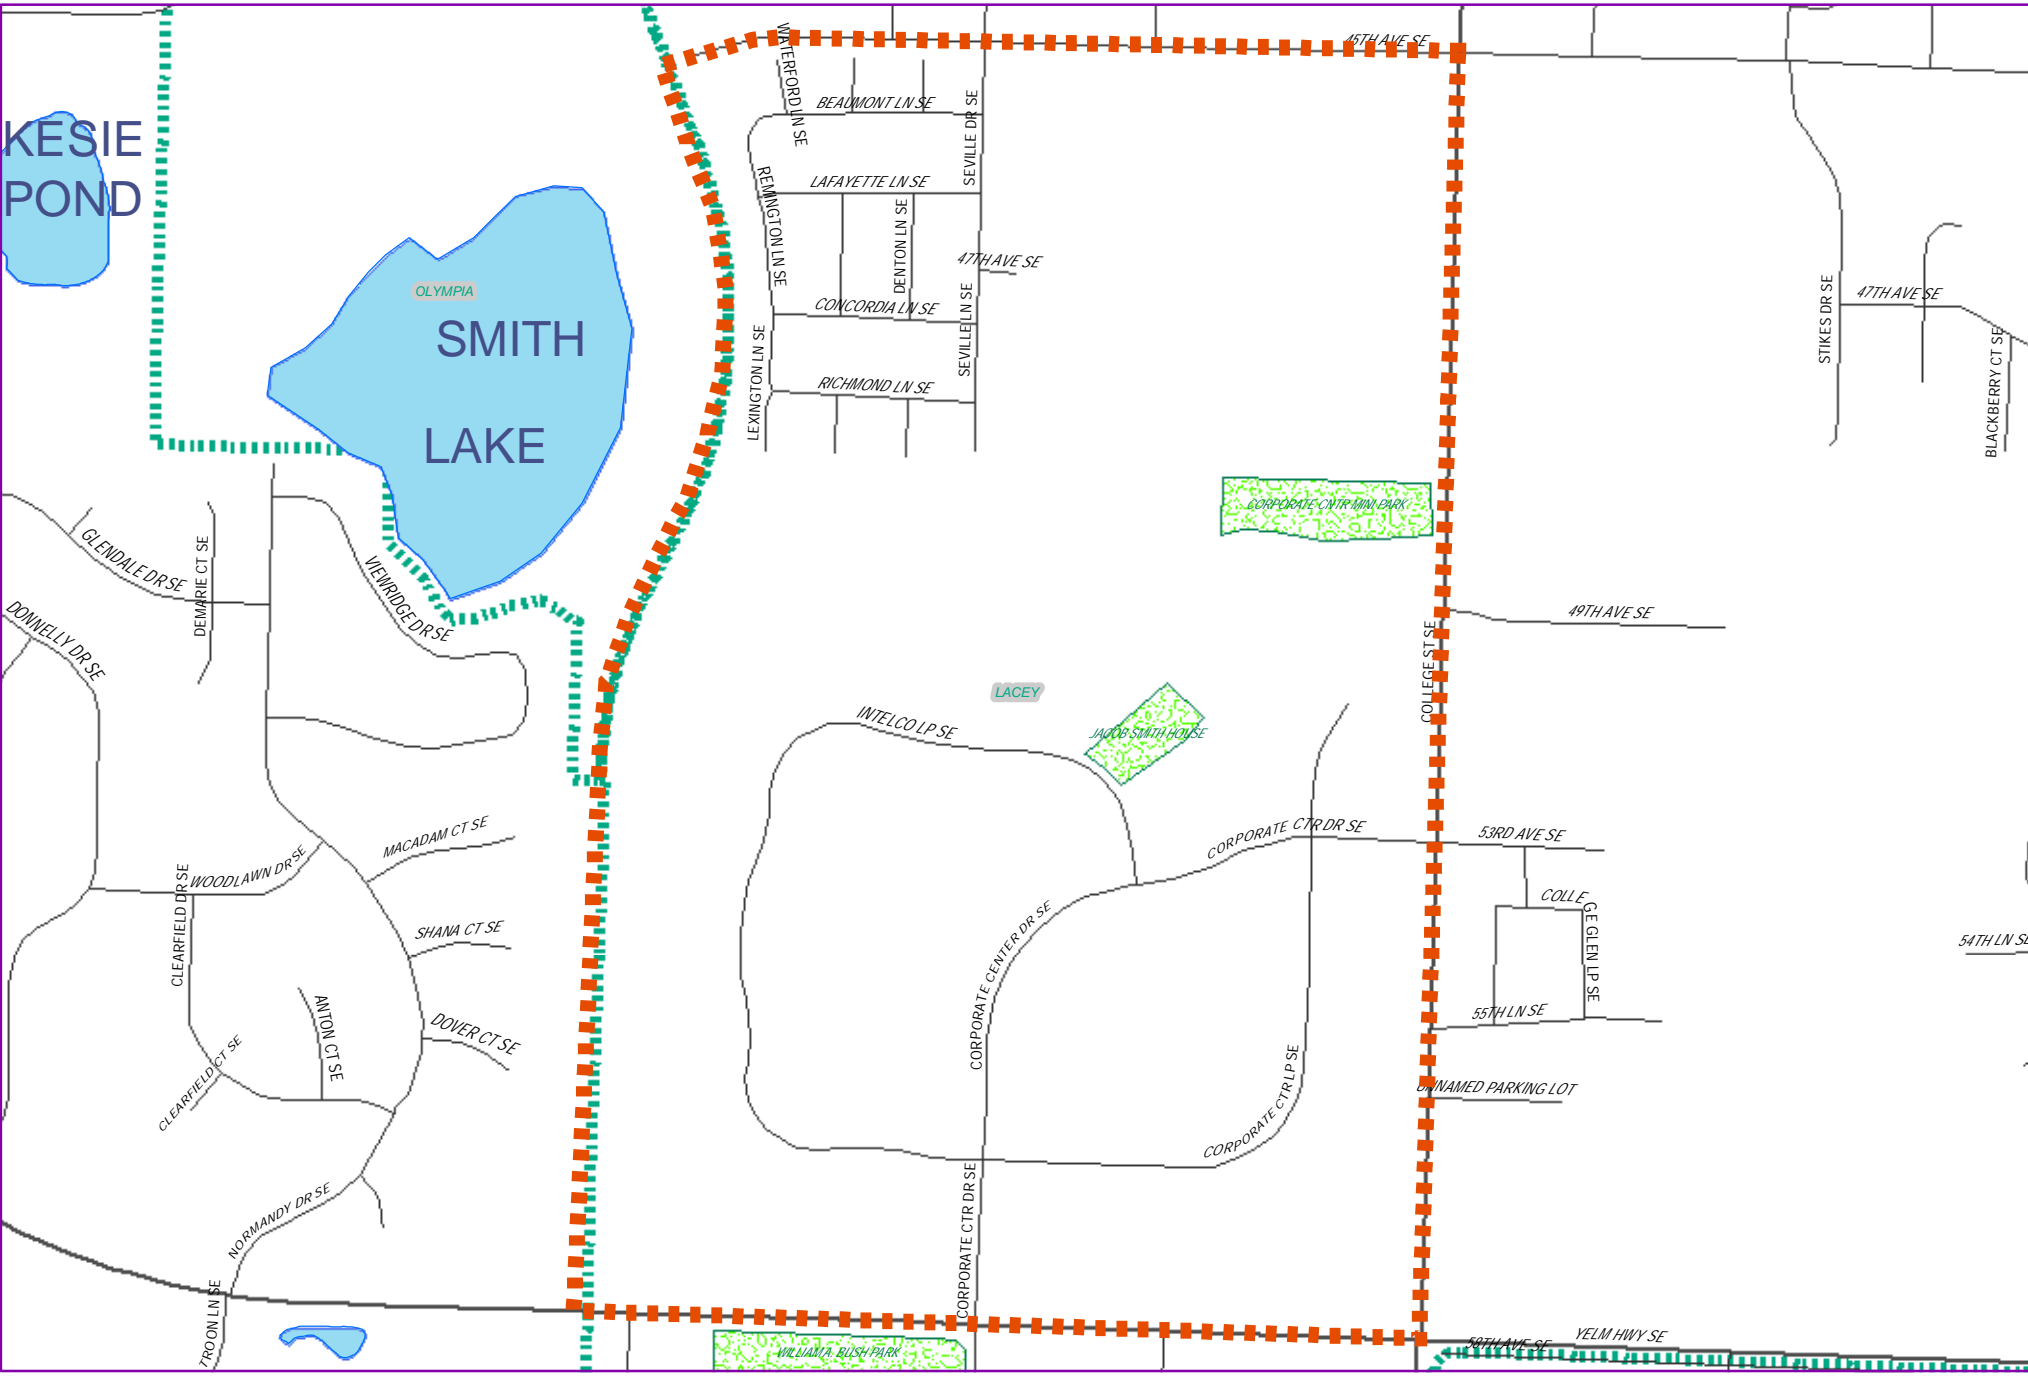 WATERFORD LN SE
45TH AVE SE
BEAUMONT LN SE
SEVILLE DR SE
KESIE
POND
LAFAYETTE LN SE
REMINGTON LN SE
DENTON LN SE
47TH AVE SE
OLYMPIA
CONCORDIA LN SE
SEVILLE LN SE
STIKES DR SE
47TH AVE SE
BLACKBERRY CT SE
SMITH
LAKE
LEXINGTON LN SE
RICHMOND LN SE
CORPORATE CNTR MINI PARK
GLENDALE DR SE
DEMARIE CT SE
VIEWRIDGE DR SE
DONNELLY DR SE
49TH AVE SE
COLLEGE ST SE
LACEY
INTELCO LP SE
JACOB SMITH HOUSE
MACADAM CT SE
CORPORATE CTR DR SE
53RD AVE SE
WOODLAWN DR SE
CLEARFIELD DR SE
COLLE
GE GLEN LP SE
SHANA CT SE
CORPORATE CENTER DR SE
54TH LN SE
ANTON CT SE
DOVER CT SE
55TH LN SE
CLEARFIELD CT SE
CORPORATE CTR LP SE
UNNAMED PARKING LOT
NORMANDY DR SE
CORPORATE CTR DR SE
TROON LN SE
WILLIAM A. BUSH PARK
58TH AVE SE
YELM HWY SE